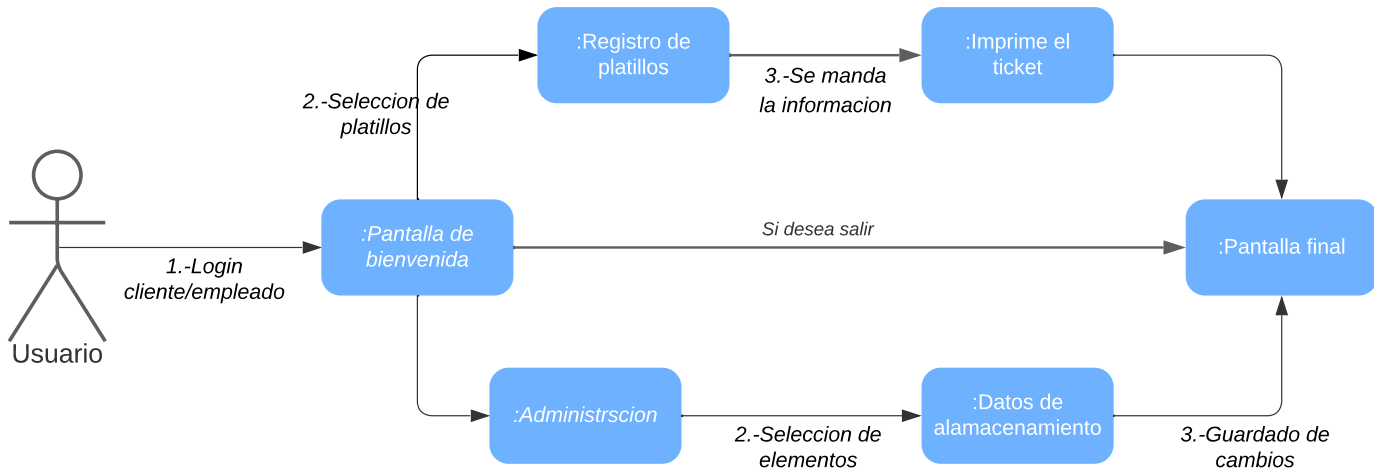 :Registro de
platillos
:Imprime el
ticket
3.-Se manda
la informacion
2.-Seleccion de
platillos
:Pantalla de
bienvenida
Si desea salir
:Pantalla final
1.-Login
cliente/empleado
Usuario
:Administrscion
2.-Seleccion de
elementos
:Datos de
alamacenamiento
3.-Guardado de
cambios